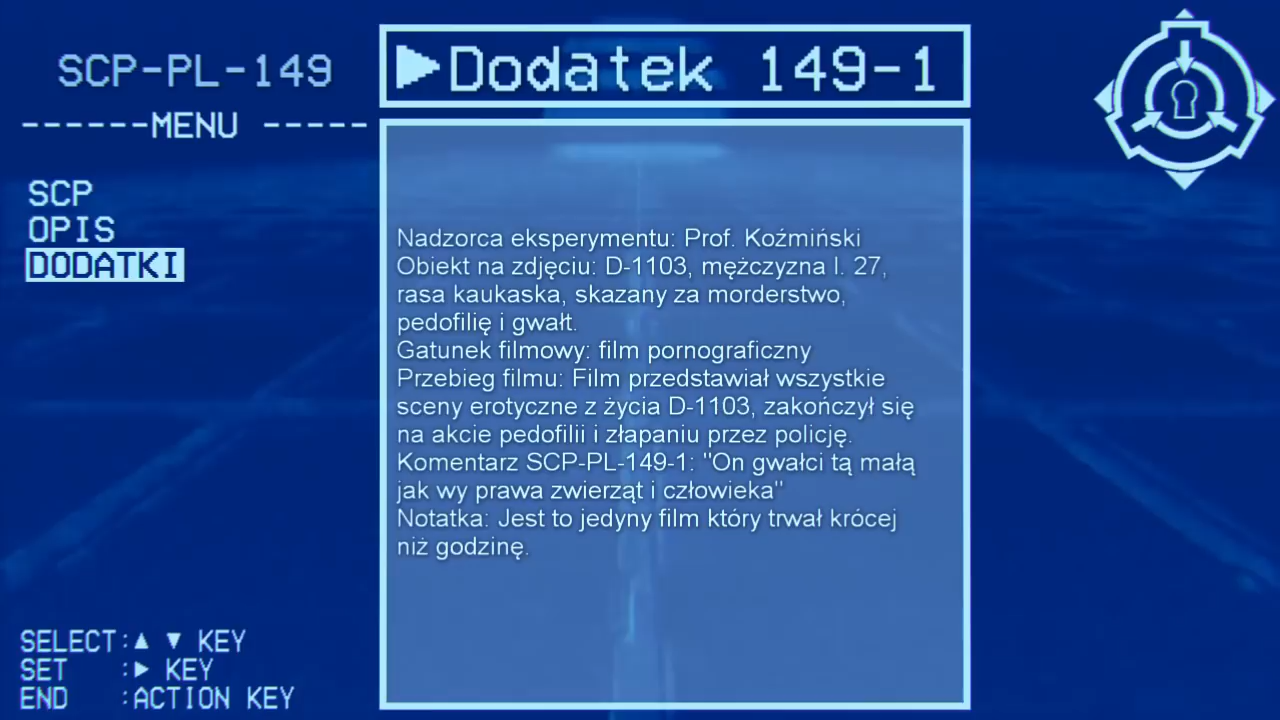 SCP-PL-149
------MENU -----
SCP
OPIS
DODATKI
►Dodatek 149-1
Nadzorca eksperymentu: Prof. Koźmiński
Obiekt na zdjęciu: D-1103, mężczyzna l. 27,
rasa kaukaska, skazany za morderstwo,
pedofilię i gwałt.
Gatunek filmowy: film pornograficzny
Przebieg filmu: Film przedstawiał wszystkie
sceny erotyczne z życia D-1103, zakończył się
na akcie pedofilii i złapaniu przez policję.
Komentarz SCP-PL-149-1: "On gwałci tą małą
jak wy prawa zwierząt i człowieka"
Notatka: Jest to jedyny film który trwał krócej
niż godzinę.
SELECT:▲ ▼ KEY
SET :► KEY
END :ACTION KEY